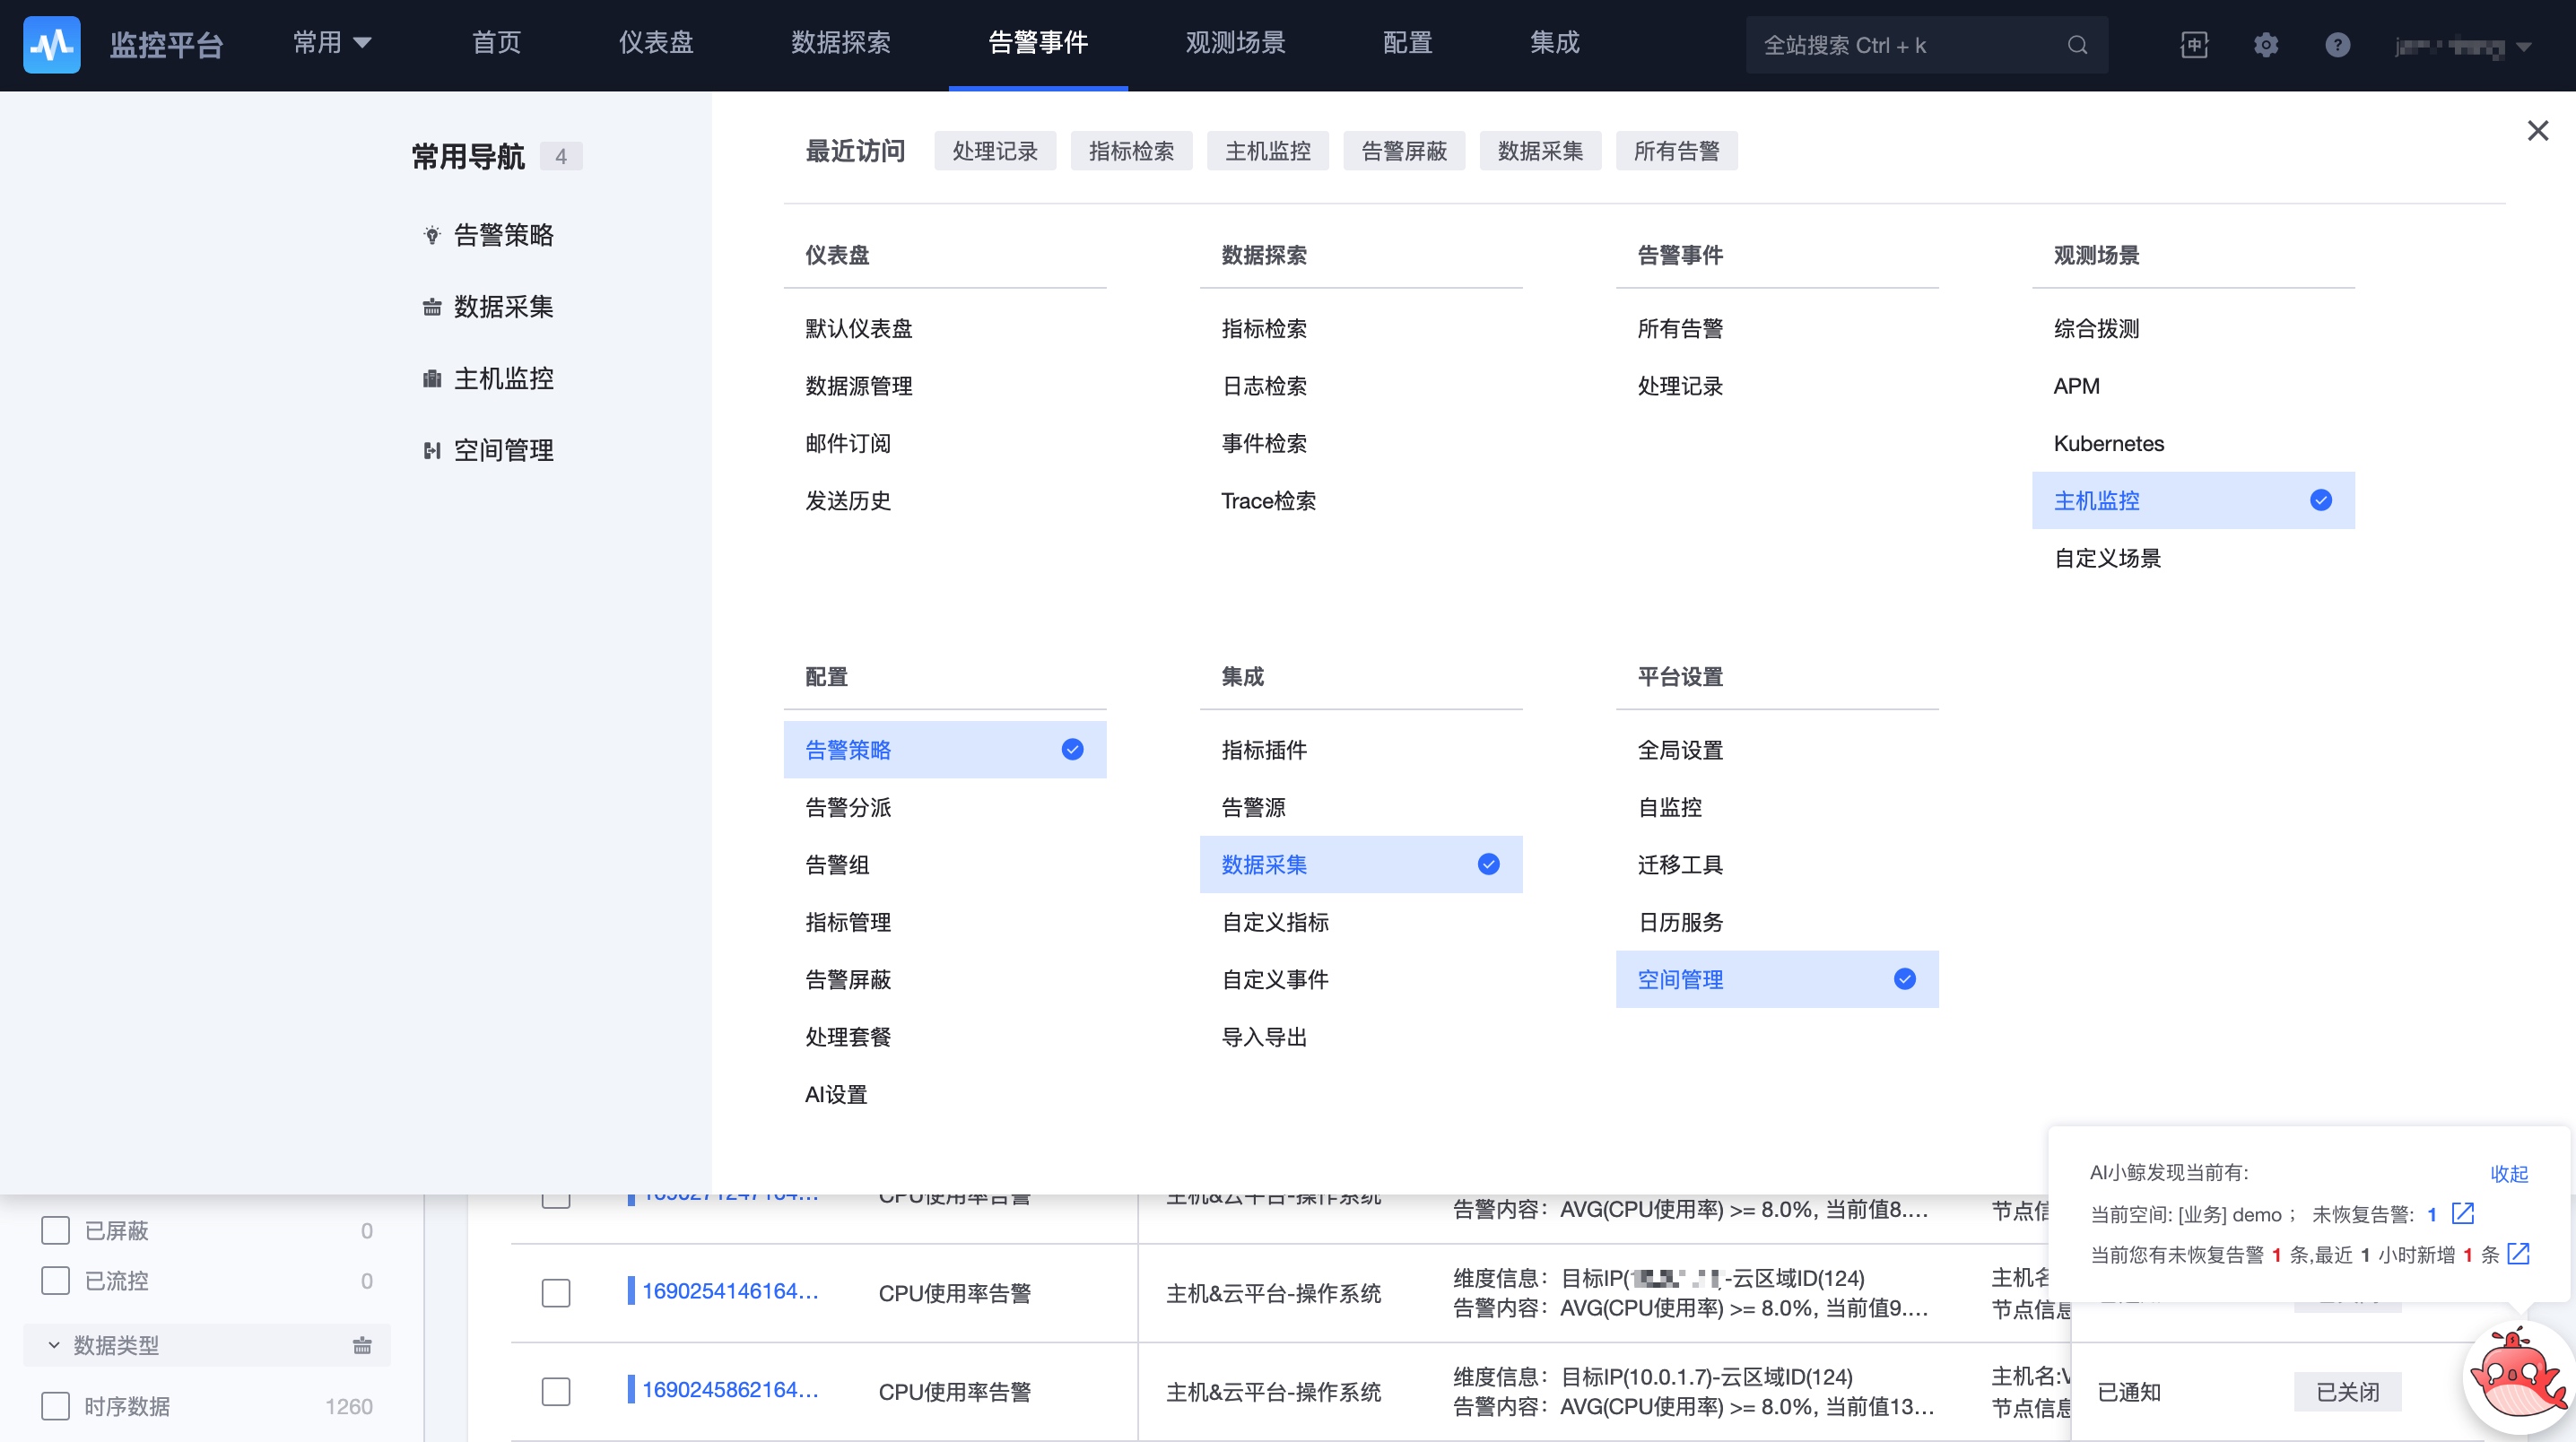 监控平台
常用
首页
仪表盘
数据探索
告警事件
观测场景
配置
集成
全站搜索 Ctrl + k
常用导航 4
告警策略
数据采集
主机监控
空间管理
最近访问
处理记录
指标检索
主机监控
告警屏蔽
数据采集
所有告警
仪表盘
默认仪表盘
数据源管理
邮件订阅
发送历史
数据探索
指标检索
日志检索
事件检索
Trace检索
告警事件
所有告警
处理记录
观测场景
综合拨测
APM
Kubernetes
主机监控
自定义场景
配置
告警策略
告警分派
告警组
指标管理
告警屏蔽
处理套餐
AI设置
集成
指标插件
告警源
数据采集
自定义指标
自定义事件
导入导出
平台设置
全局设置
自监控
迁移工具
日历服务
空间管理
AI小鲸发现当前有:
收起
当前空间: [业务] demo ; 未恢复告警: 1
当前您有未恢复告警 1 条,最近 1 小时新增 1 条
已屏蔽 0
已流控 0
数据类型
时序数据 1260
CPU使用率告警
主机&云平台-操作系统
告警内容：AVG(CPU使用率) >= 8.0%, 当前值8....
节点信
1690254146164...
CPU使用率告警
主机&云平台-操作系统
维度信息：目标IP( )-云区域ID(124)
告警内容：AVG(CPU使用率) >= 8.0%, 当前值9....
主机名
节点信息
1690245862164...
CPU使用率告警
主机&云平台-操作系统
维度信息：目标IP(10.0.1.7)-云区域ID(124)
告警内容：AVG(CPU使用率) >= 8.0%, 当前值13...
主机名:V
节点信息
已通知
已关闭